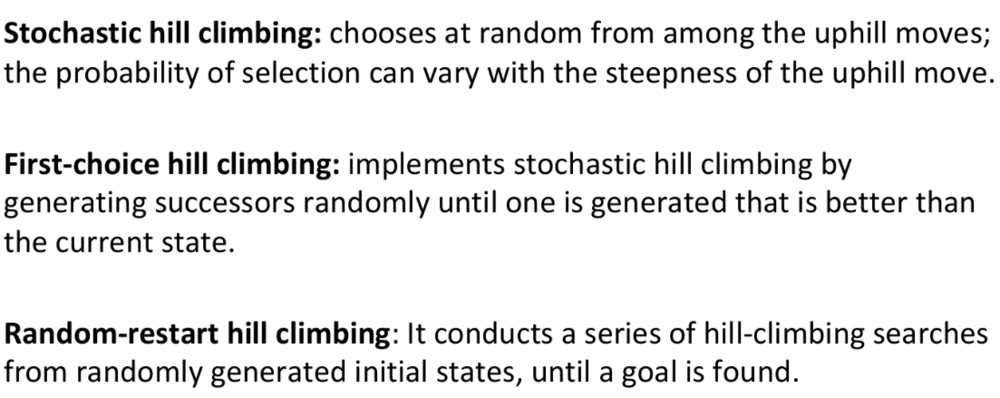 Stochastic hill climbing: chooses at random from among the uphill moves;
the probability of selection can vary with the steepness of the uphill move.
First-choice hill climbing: implements stochastic hill climbing by
generating successors randomly until one is generated that is better than
the current state.
Random-restart hill climbing: It conducts a series of hill-climbing searches
from randomly generated initial states, until a goal is found.